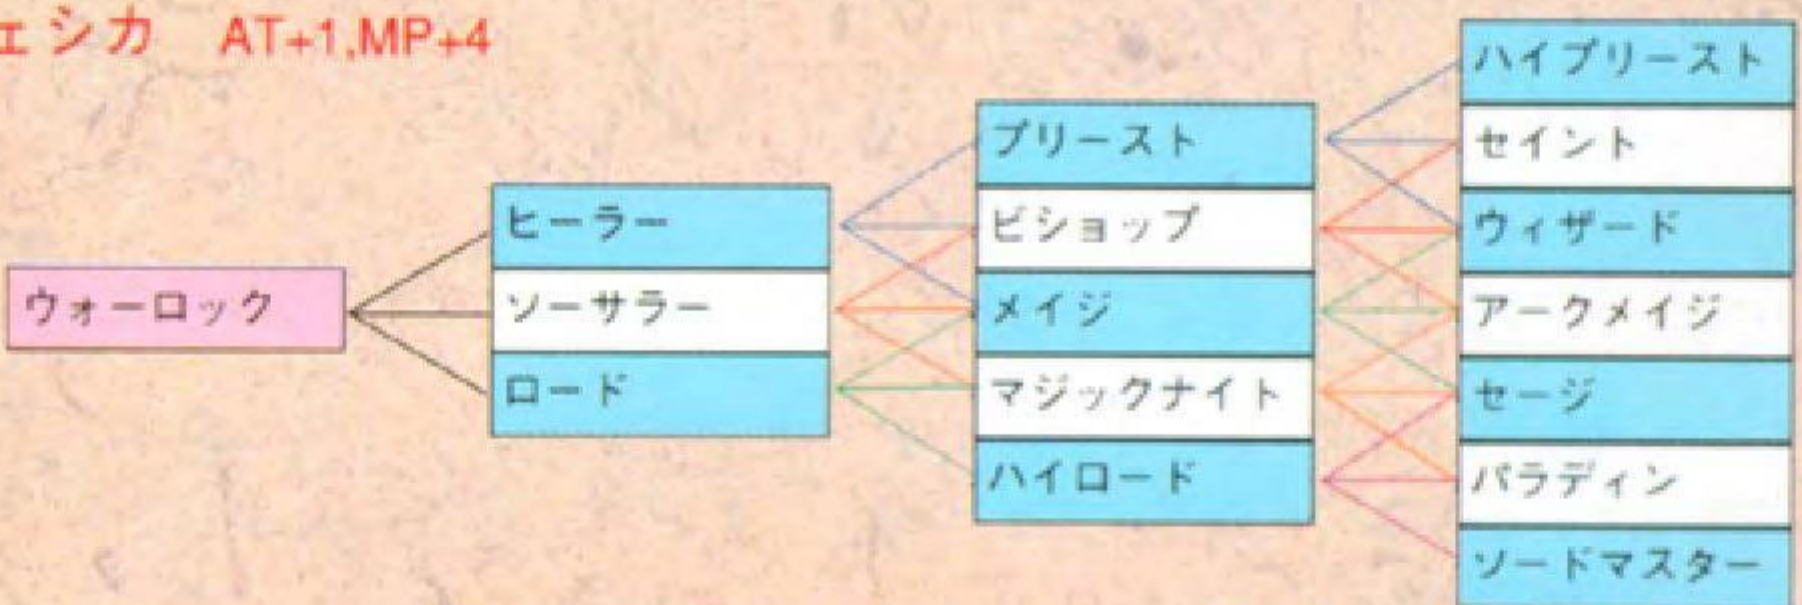 ェシカ AT+1,MP+4
ウォーロック
ヒーラー
ソーサラー
ロード
プリースト
ビショップ
メイジ
マジックナイト
ハイロード
ハイプリースト
セイント
ウィザード
アークメイジ
セージ
パラディン
ソードマスター